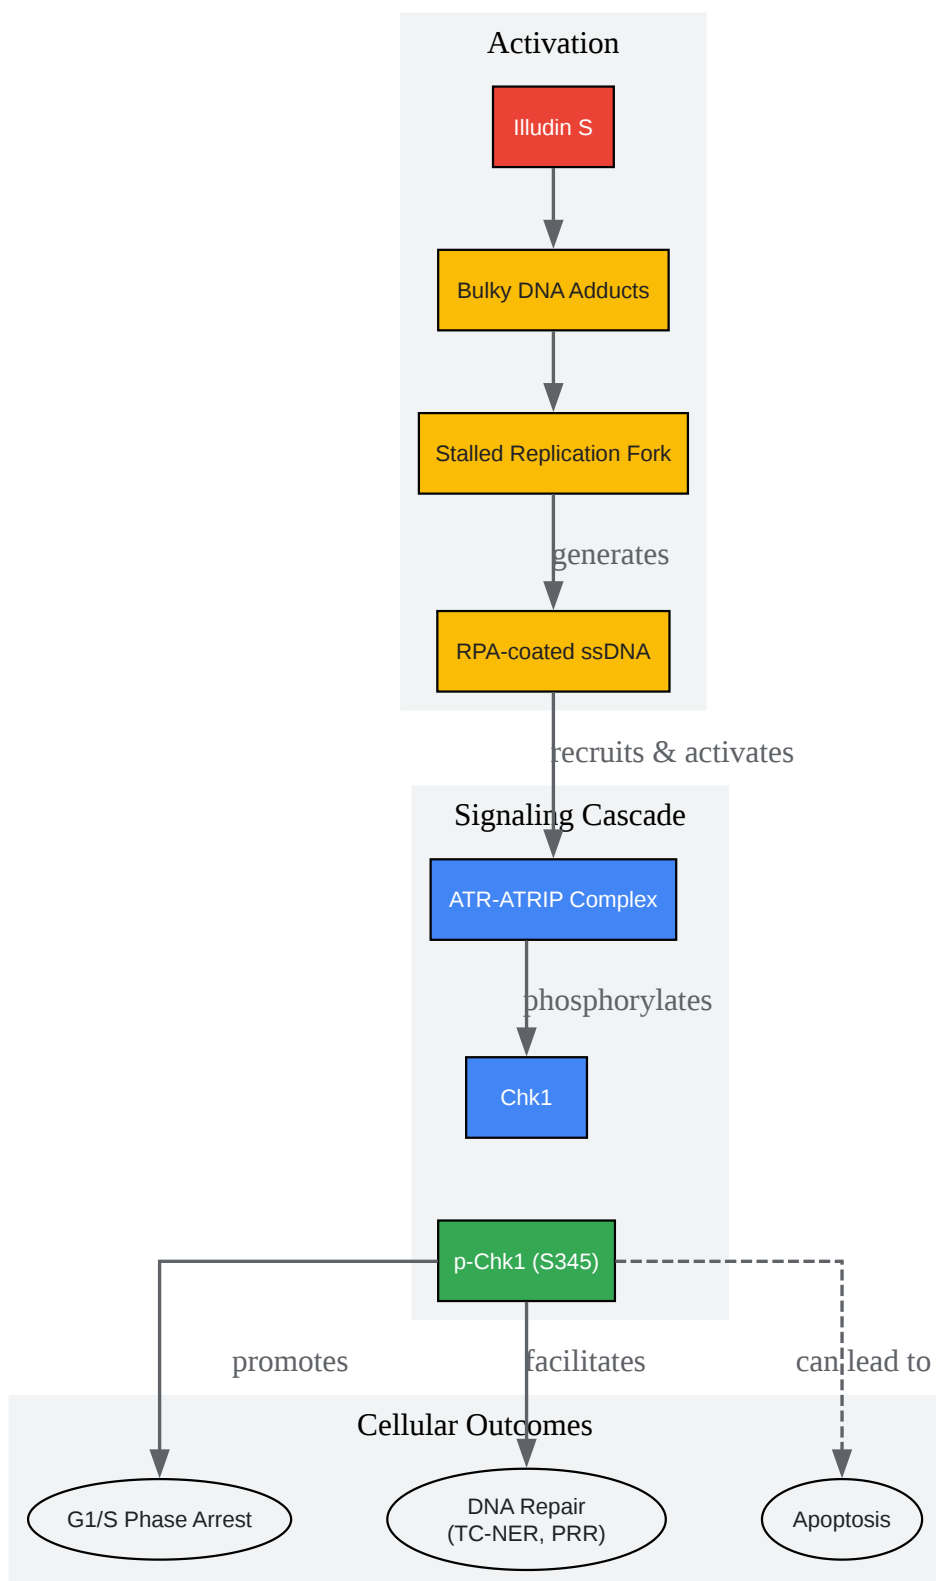 Activation
Illudin S
Bulky DNA Adducts
Stalled Replication Fork
generates
RPA-coated ssDNA
recruits & activates
Signaling Cascade
ATR-ATRIP Complex
phosphorylates
Chk1
p-Chk1 (S345)
promotes
facilitates
can lead to
Cellular Outcomes
G1/S Phase Arrest
DNA Repair
(TC-NER, PRR)
Apoptosis